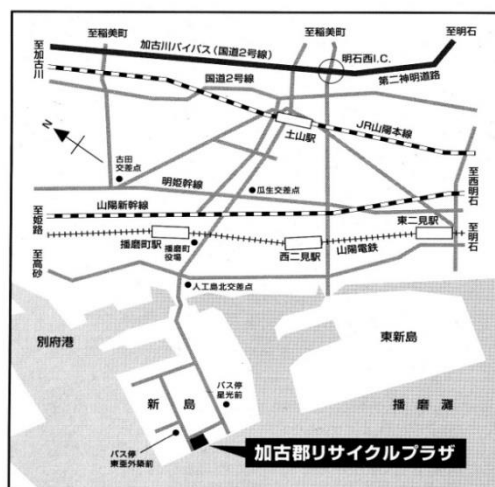 至稲美町
至稲美町
至明石
加古川バイパス(国道2号線)
明石西I.C.
至加古川
国道2号線
第二神明道路
土山駅
JR山陽本線
N
古田
交差点
明姫幹線
瓜生交差点
至西明石
山陽新幹線
至姫路
東二見駅
播磨町駅
播磨町
役場
西二見駅
山陽電鉄
至明石
至高砂
人工島北交差点
別府港
東新島
バス停
星光前
新島
播磨灘
バス停
東亜外業前
加古郡リサイクルプラザ